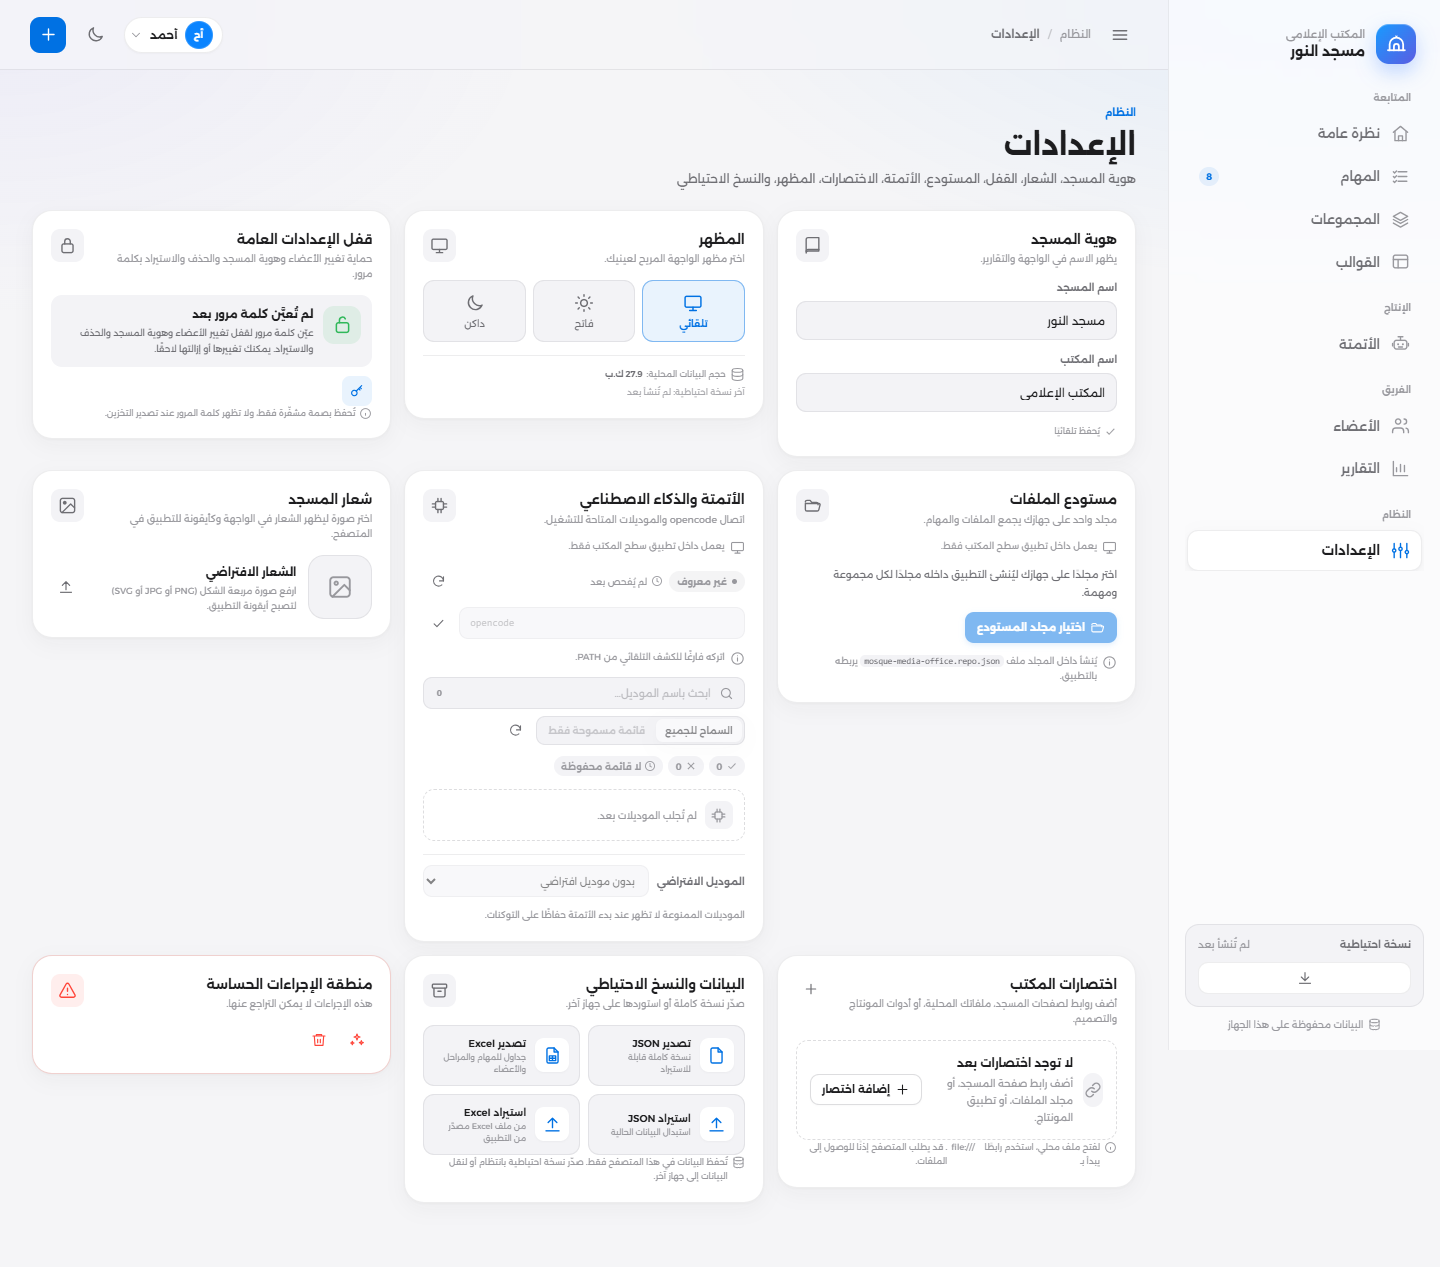 المكتب الإعلامي
مسجد النور
المتابعة
نظرة عامة
المهام
8
المجموعات
القوالب
الإنتاج
الأتمتة
الفريق
الأعضاء
التقارير
النظام
الإعدادات
نسخة احتياطية
لم تُنشأ بعد
البيانات محفوظة على هذا الجهاز
النظام / الإعدادات
أح
أحمد
النظام
الإعدادات
هوية المسجد، الشعار، القفل، المستودع، الأتمتة، الاختصارات، المظهر، والنسخ الاحتياطي
هوية المسجد
يظهر الاسم في الواجهة والتقارير.
اسم المسجد
مسجد النور
اسم المكتب
المكتب الإعلامي
يُحفظ تلقائيًا
المظهر
اختر مظهر الواجهة المريح لعينيك.
تلقائي
فاتح
داكن
حجم البيانات المحلية: 27.9 ك.ب
آخر نسخة احتياطية: لم تُنشأ بعد
قفل الإعدادات العامة
حماية تغيير الأعضاء وهوية المسجد والحذف والاستيراد بكلمة
مرور.
لم تُعيَّن كلمة مرور بعد
عيّن كلمة مرور لقفل تغيير الأعضاء وهوية المسجد والحذف
والاستيراد. يمكنك تغييرها أو إزالتها لاحقًا.
تُحفظ بصمة مشفّرة فقط، ولا تظهر كلمة المرور عند تصدير التخزين.
مستودع الملفات
مجلد واحد على جهازك يجمع الملفات والمهام.
يعمل داخل تطبيق سطح المكتب فقط.
اختر مجلدًا على جهازك ليُنشئ التطبيق داخله مجلدًا لكل مجموعة
ومهمة.
اختيار مجلد المستودع
يُنشأ داخل المجلد ملف mosque-media-office.repo.json يربطه
بالتطبيق.
الأتمتة والذكاء الاصطناعي
اتصال opencode والموديلات المتاحة للتشغيل.
يعمل داخل تطبيق سطح المكتب فقط.
غير معروف
لم يُفحص بعد
opencode
اتركه فارغًا للكشف التلقائي من PATH.
ابحث باسم الموديل...
0
السماح للجميع
قائمة مسموحة فقط
0
0
لا قائمة محفوظة
لم تُجلب الموديلات بعد.
الموديل الافتراضي
بدون موديل افتراضي
الموديلات الممنوعة لا تظهر عند بدء الأتمتة حفاظًا على التوكنات.
شعار المسجد
اختر صورة ليظهر الشعار في الواجهة وكأيقونة للتطبيق في
المتصفح.
الشعار الافتراضي
ارفع صورة مربعة الشكل (PNG أو JPG أو SVG)
لتصبح أيقونة التطبيق.
اختصارات المكتب
أضف روابط لصفحات المسجد، ملفاتك المحلية، أو أدوات المونتاج
والتصميم.
لا توجد اختصارات بعد
أضف رابط صفحة المسجد، أو
مجلد الملفات، أو تطبيق
المونتاج.
إضافة اختصار
لفتح ملف محلي، استخدم رابطًا يبدأ بـ file:/// . قد يطلب المتصفح إذنًا للوصول إلى الملفات.
البيانات والنسخ الاحتياطي
صدّر نسخة كاملة أو استوردها على جهاز آخر.
تصدير JSON
نسخة كاملة قابلة
للاستيراد
تصدير Excel
جداول للمهام والمراحل
والأعضاء
استيراد JSON
استبدال البيانات الحالية
استيراد Excel
من ملف Excel مصدّر
من التطبيق
تُحفظ البيانات في هذا المتصفح فقط. صدّر نسخة احتياطية بانتظام أو لنقل
البيانات إلى جهاز آخر.
منطقة الإجراءات الحساسة
هذه الإجراءات لا يمكن التراجع عنها.